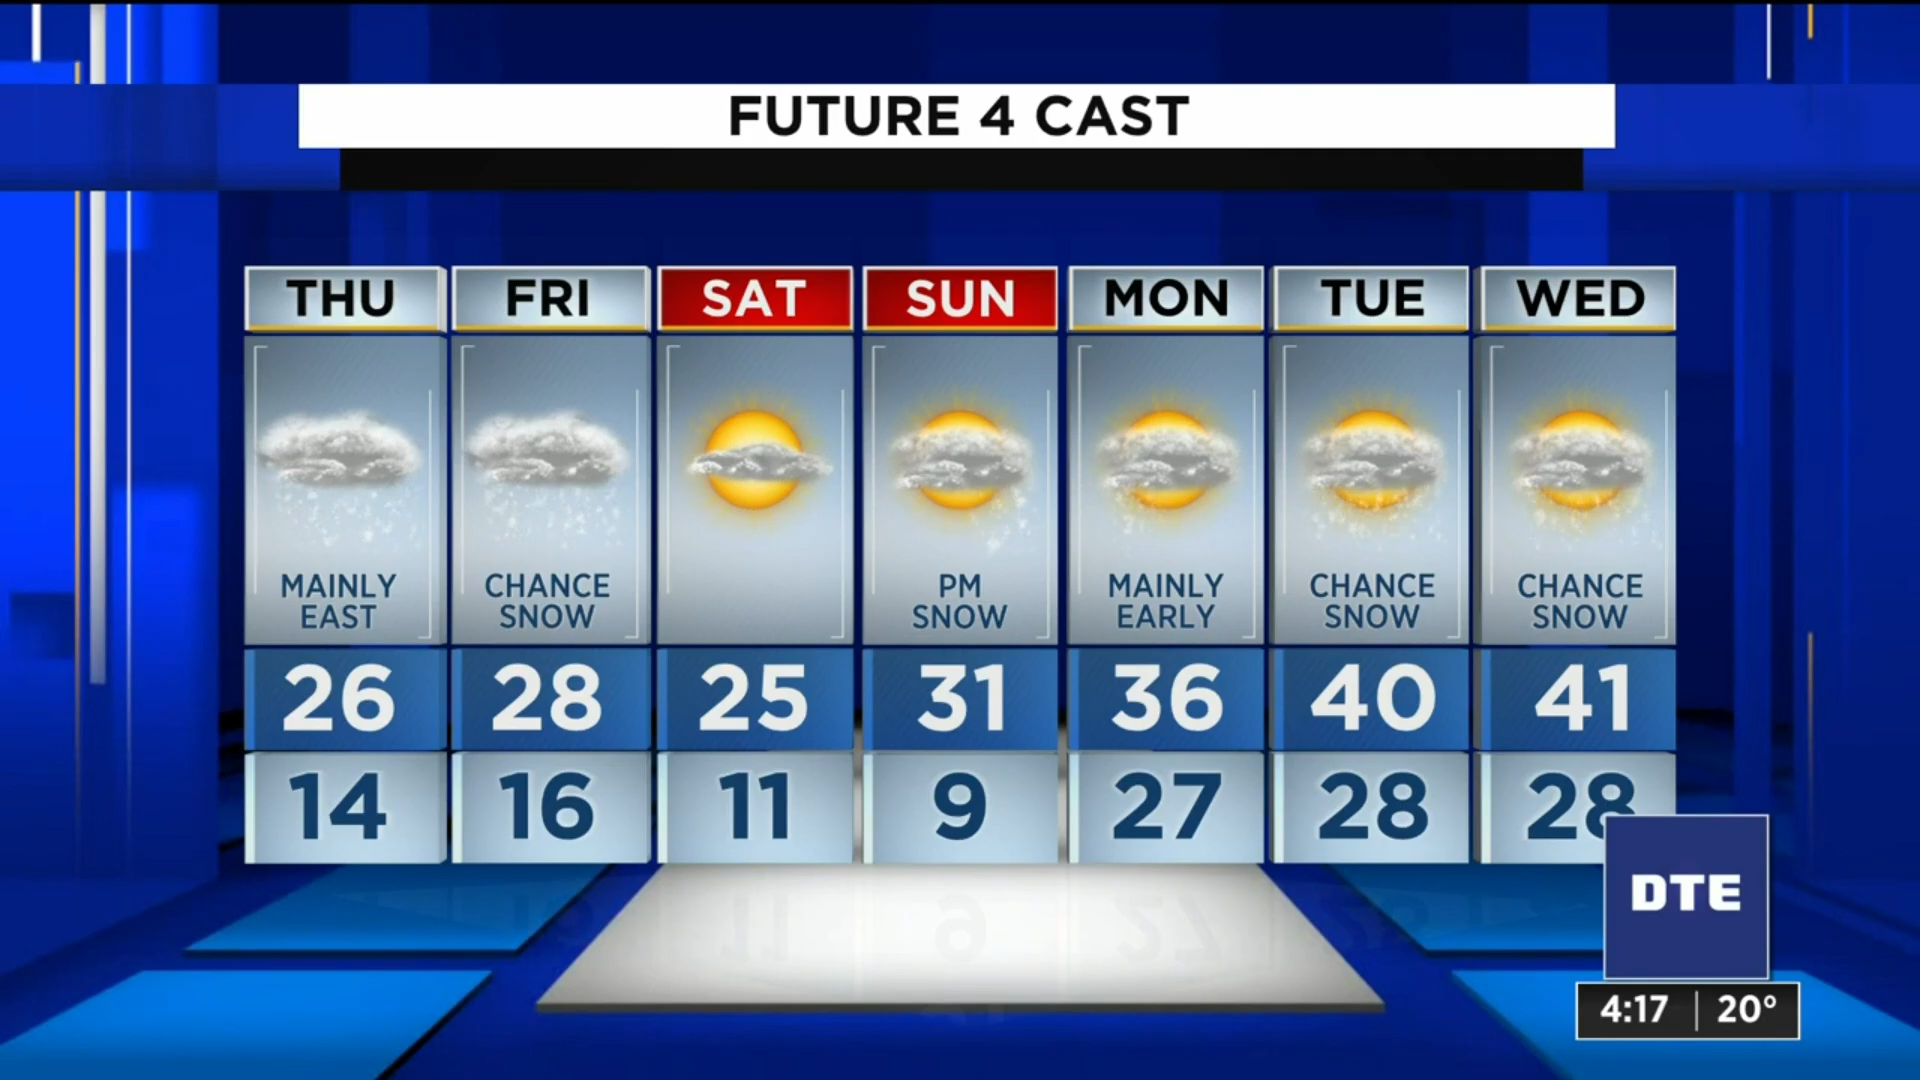 FUTURE 4 CAST
THU FRI SAT SUN MON TUE WED
MAINLY CHANCE PM MAINLY CHANCE CHANCE
EAST SNOW SNOW EARLY SNOW SNOW
26 28 25 31 36 40 41
14 16 11 9 27 28 28
DTE
4:17 20°